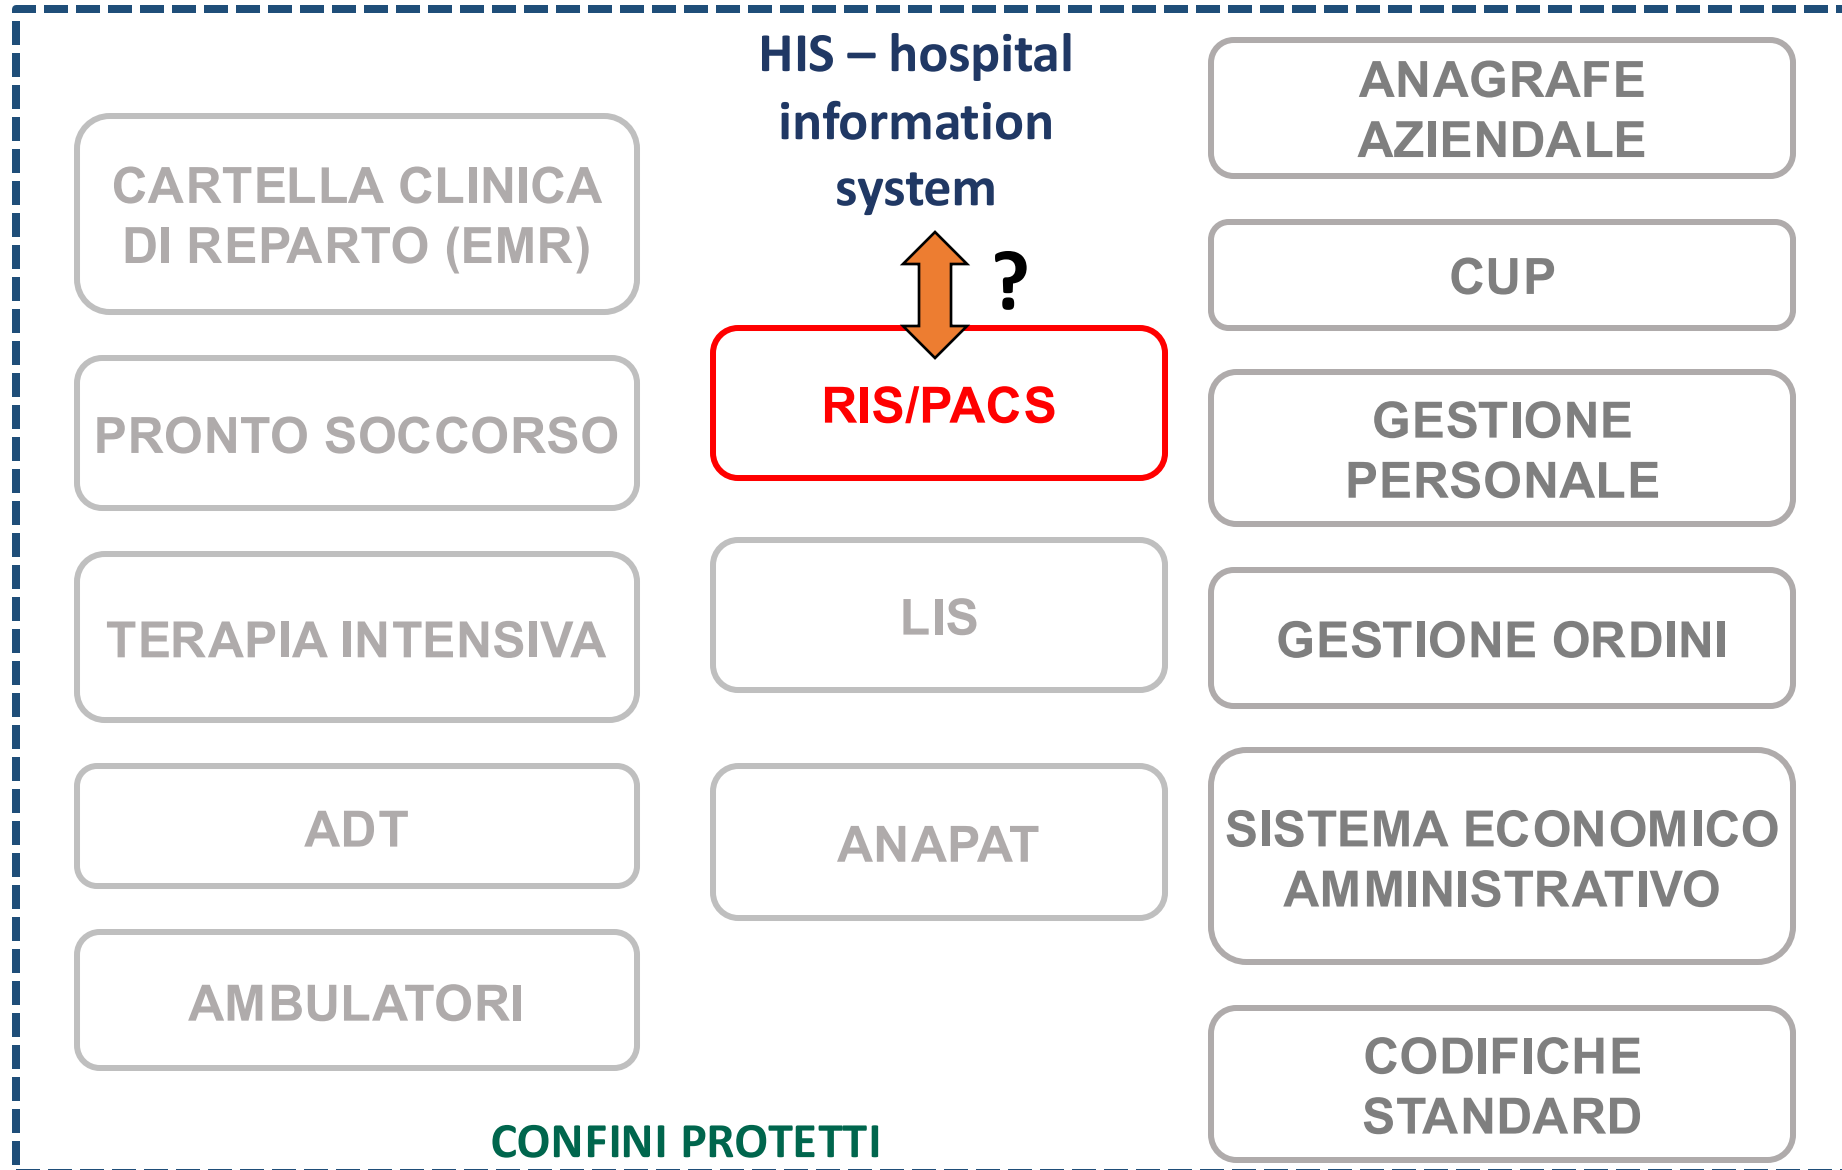 HIS – hospital
information
system
?
CARTELLA CLINICA
DI REPARTO (EMR)
PRONTO SOCCORSO
TERAPIA INTENSIVA
ADT
AMBULATORI
RIS/PACS
LIS
ANAPAT
ANAGRAFE
AZIENDALE
CUP
GESTIONE
PERSONALE
GESTIONE ORDINI
SISTEMA ECONOMICO
AMMINISTRATIVO
CODIFICHE
STANDARD
CONFINI PROTETTI